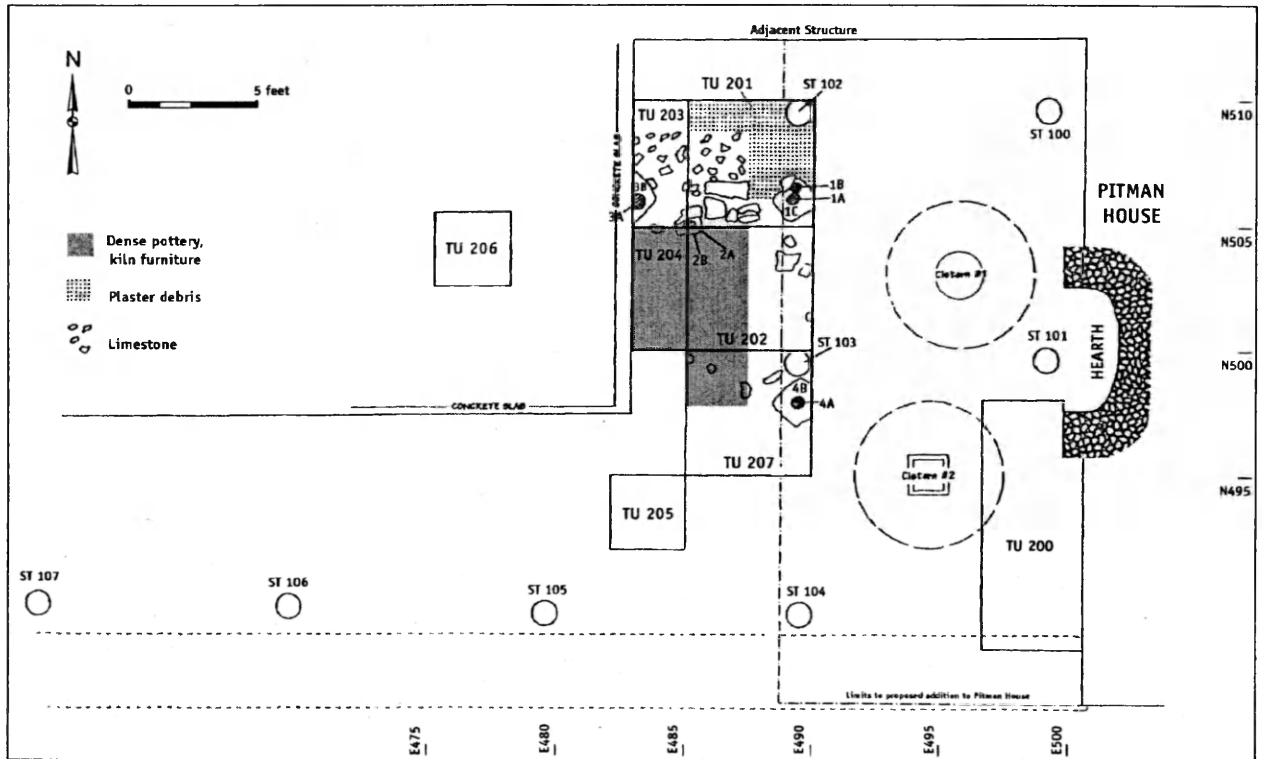 Adjacent Structure
N
0
5 feet
TU 201
ST 102
TU 203
ST 100
N510
CONCRETE SLAB
3B
3A
1B
1A
1C
PITMAN
HOUSE
N505
TU 206
Dense pottery,
kiln furniture
TU 204
2B
2A
Plaster debris
Cistern #1
Limestone
TU 202
ST 103
ST 101
HEARTH
N500
4B
4A
CONCRETE SLAB
TU 207
Cistern #2
N495
TU 205
TU 200
ST 107
ST 106
ST 105
ST 104
Limits to proposed addition to Pitman House
E475
E480
E485
E490
E495
E500